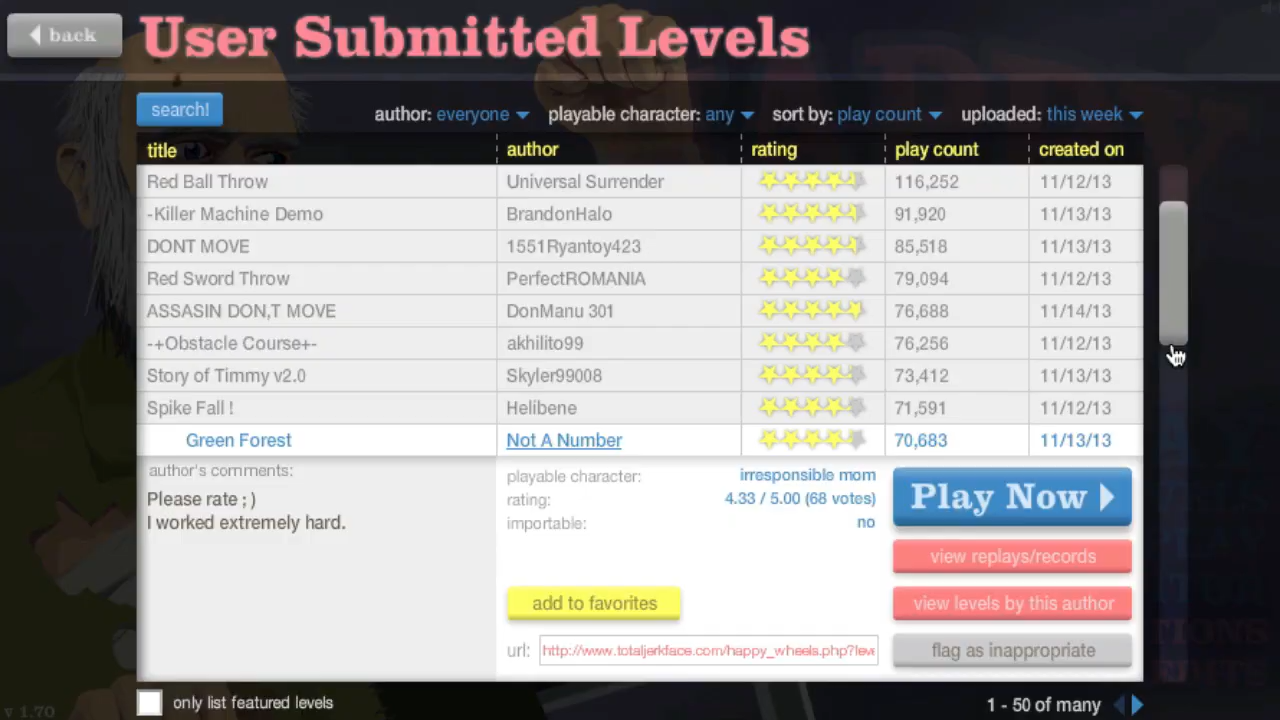 back
User Submitted Levels
search!
author: everyone playable character: any sort by: play count uploaded: this week
title author rating play count created on
Red Ball Throw Universal Surrender 116,252 11/12/13
-Killer Machine Demo BrandonHalo 91,920 11/13/13
DONT MOVE 1551Ryantoy423 85,518 11/13/13
Red Sword Throw PerfectROMANIA 79,094 11/12/13
ASSASIN DON,T MOVE DonManu 301 76,688 11/14/13
-+Obstacle Course+- akhilito99 76,256 11/12/13
Story of Timmy v2.0 Skyler99008 73,412 11/13/13
Spike Fall ! Helibene 71,591 11/12/13
Green Forest Not A Number 70,683 11/13/13
author's comments:
Please rate ; )
I worked extremely hard.
playable character: irresponsible mom
rating: 4.33 / 5.00 (68 votes)
importable: no
add to favorites
url: http://www.totaljerkface.com/happy_wheels.php?lev
Play Now
view replays/records
view levels by this author
flag as inappropriate
only list featured levels
1 - 50 of many
v 1.70